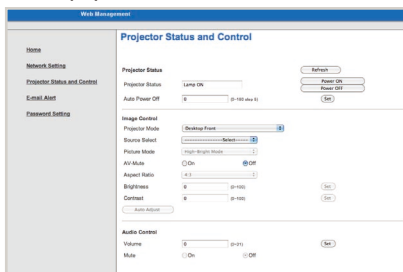 Web Management
Projector Status and Control
Home
Network Setting
Projector Status and Control
E-mail Alert
Password Setting
Projector Status Refresh
Projector Status Lamp ON Power ON
Power OFF
Auto Power Off 0 (0~180 step 5) Set
Image Control
Projector Mode Desktop Front
Source Select --------------------Select--------
Picture Mode High-Bright Mode
AV-Mute On Off
Aspect Ratio 4:3
Brightness 0 (0~100) Set
Contrast 0 (0~100) Set
Auto Adjust
Audio Control
Volume 0 (0~31) Set
Mute On Off